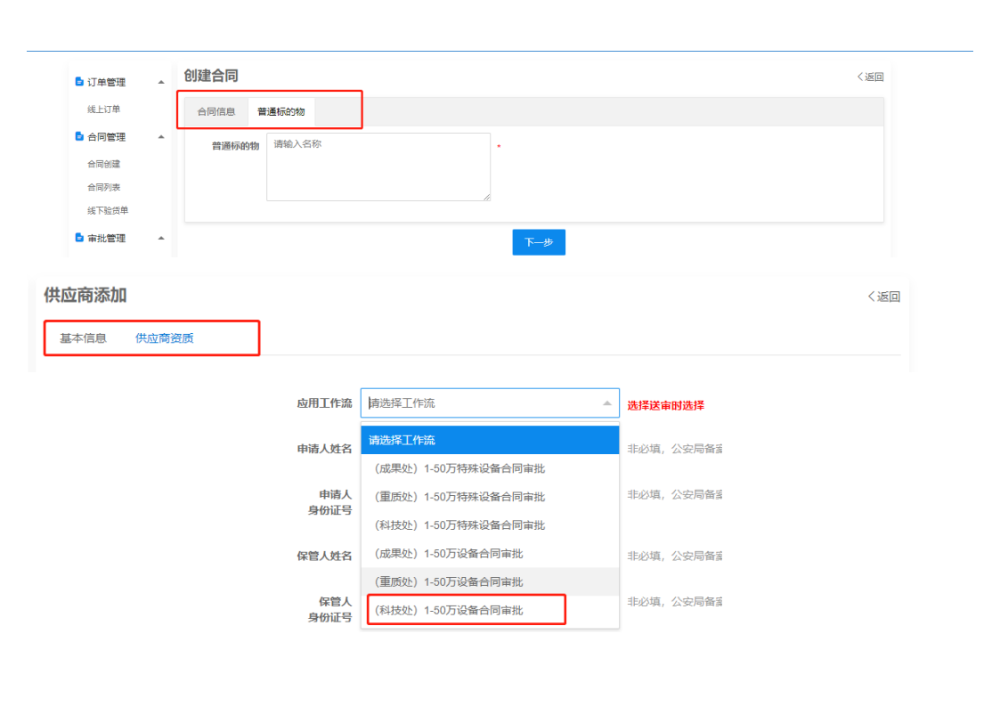 订单管理
创建合同
返回
线上订单
合同信息
普通标的物
合同管理
普通标的物
请输入名称
*
合同创建
合同列表
线下验货单
审批管理
下一步
供应商添加
返回
基本信息
供应商资质
应用工作流
请选择工作流
选择送审时选择
请选择工作流
申请人姓名
非必填，公安局备
（成果处）1-50万特殊设备合同审批
申请人
身份证号
（重质处）1-50万特殊设备合同审批
非必填，公安局备
（科技处）1-50万特殊设备合同审批
保管人姓名
（成果处）1-50万设备合同审批
非必填，公安局备
（重质处）1-50万设备合同审批
保管人
身份证号
（科技处）1-50万设备合同审批
非必填，公安局备